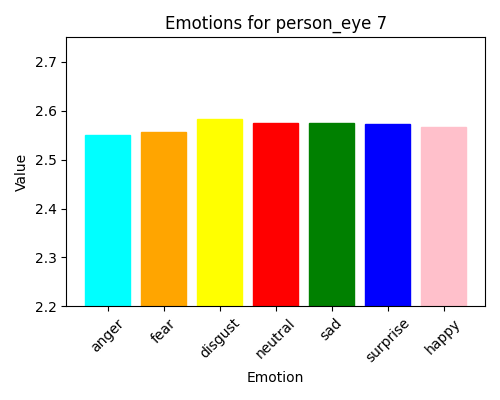 Emotions for person_eye 7
Value
2.7
2.6
2.5
2.4
2.3
2.2
anger
fear
disgust
neutral
sad
surprise
happy
Emotion